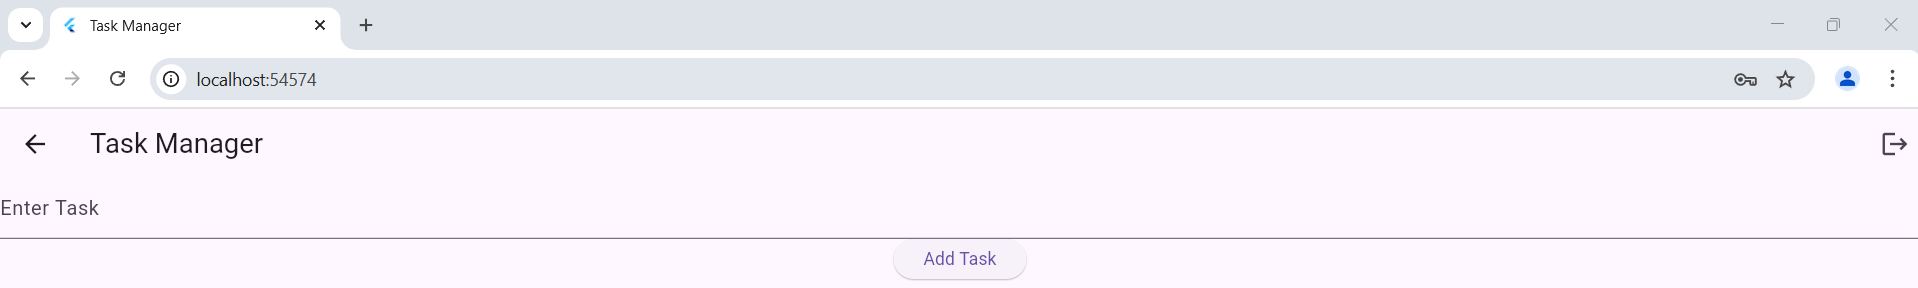 Task Manager
localhost:54574
Task Manager
Enter Task
Add Task